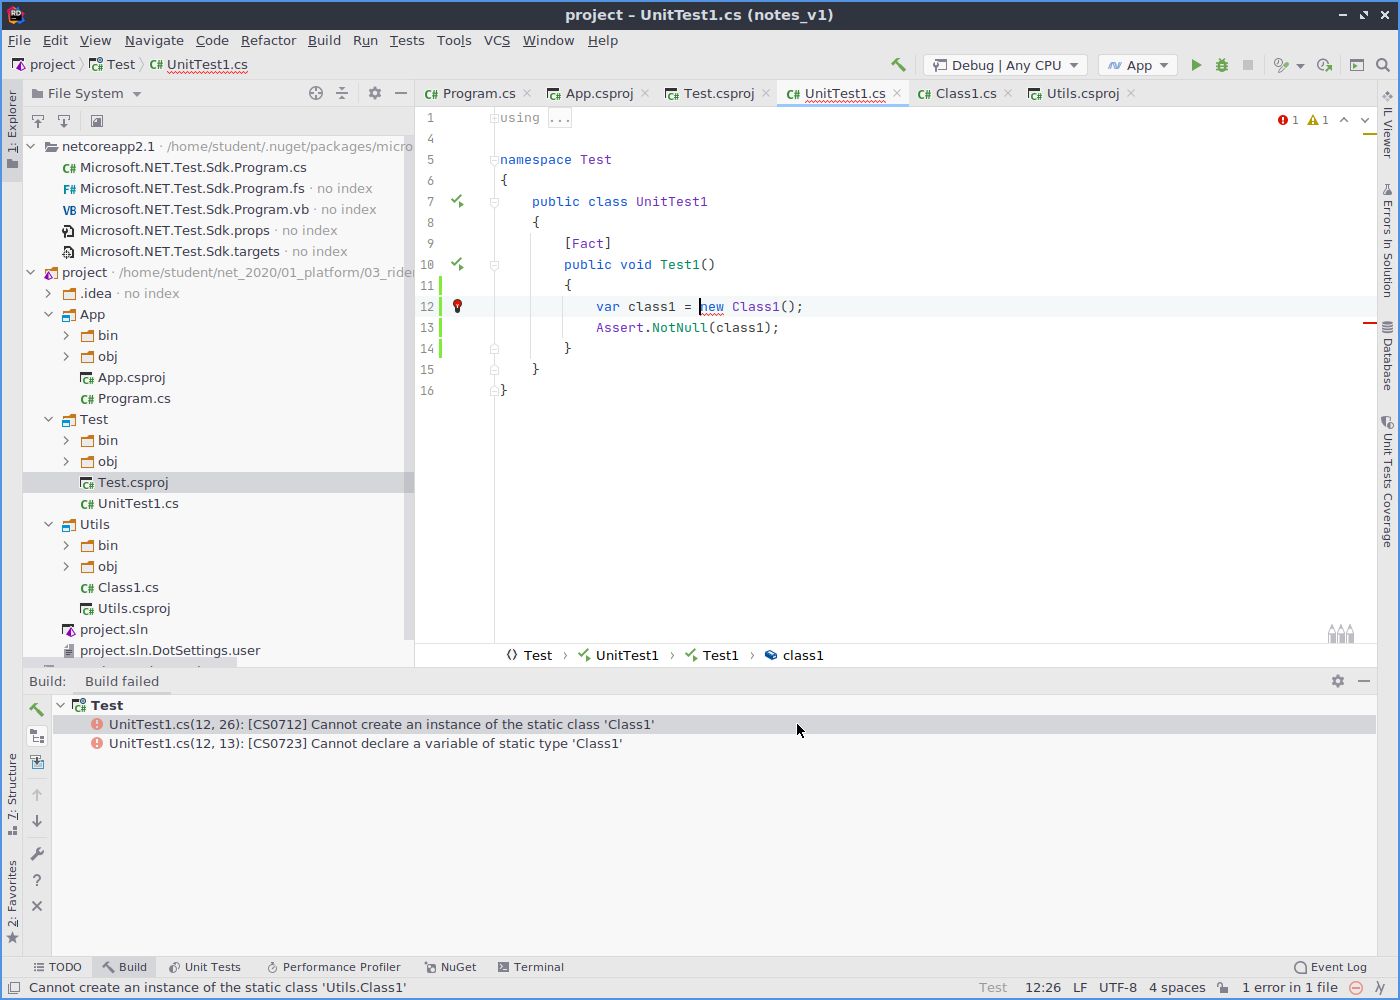 project – UnitTest1.cs (notes_v1)
File Edit View Navigate Code Refactor Build Run Tests Tools VCS Window Help
project Test C# UnitTest1.cs Debug | Any CPU App
1: Explorer
File System
netcoreapp2.1 · /home/student/.nuget/packages/micro
C# Microsoft.NET.Test.Sdk.Program.cs
F# Microsoft.NET.Test.Sdk.Program.fs · no index
VB Microsoft.NET.Test.Sdk.Program.vb · no index
Microsoft.NET.Test.Sdk.props · no index
Microsoft.NET.Test.Sdk.targets · no index
project · /home/student/net_2020/01_platform/03_rider
.idea · no index
App
bin
obj
App.csproj
C# Program.cs
Test
bin
obj
Test.csproj
C# UnitTest1.cs
Utils
bin
obj
C# Class1.cs
Utils.csproj
project.sln
project.sln.DotSettings.user
C# Program.cs App.csproj Test.csproj C# UnitTest1.cs C# Class1.cs Utils.csproj
1 using ...
1 1
4
5 namespace Test
6 {
7 public class UnitTest1
8 {
9 [Fact]
10 public void Test1()
11 {
12 var class1 = new Class1();
13 Assert.NotNull(class1);
14 }
15 }
16 }
Test UnitTest1 Test1 class1
IL Viewer
Errors In Solution
Database
Unit Tests Coverage
Build: Build failed
Test
UnitTest1.cs(12, 26): [CS0712] Cannot create an instance of the static class 'Class1'
UnitTest1.cs(12, 13): [CS0723] Cannot declare a variable of static type 'Class1'
7: Structure
2: Favorites
TODO Build Unit Tests Performance Profiler NuGet Terminal Event Log
Cannot create an instance of the static class 'Utils.Class1' Test 12:26 LF UTF-8 4 spaces 1 error in 1 file